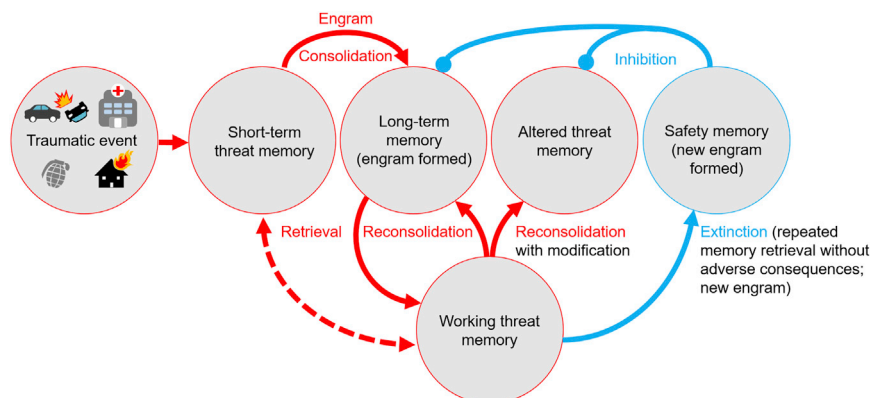 Engram
Consolidation
Inhibition
Traumatic event
Short-term
threat memory
Long-term
memory
(engram formed)
Altered threat
memory
Safety memory
(new engram
formed)
Retrieval
Reconsolidation
Reconsolidation
with modification
Extinction (repeated
memory retrieval without
adverse consequences;
new engram)
Working threat
memory